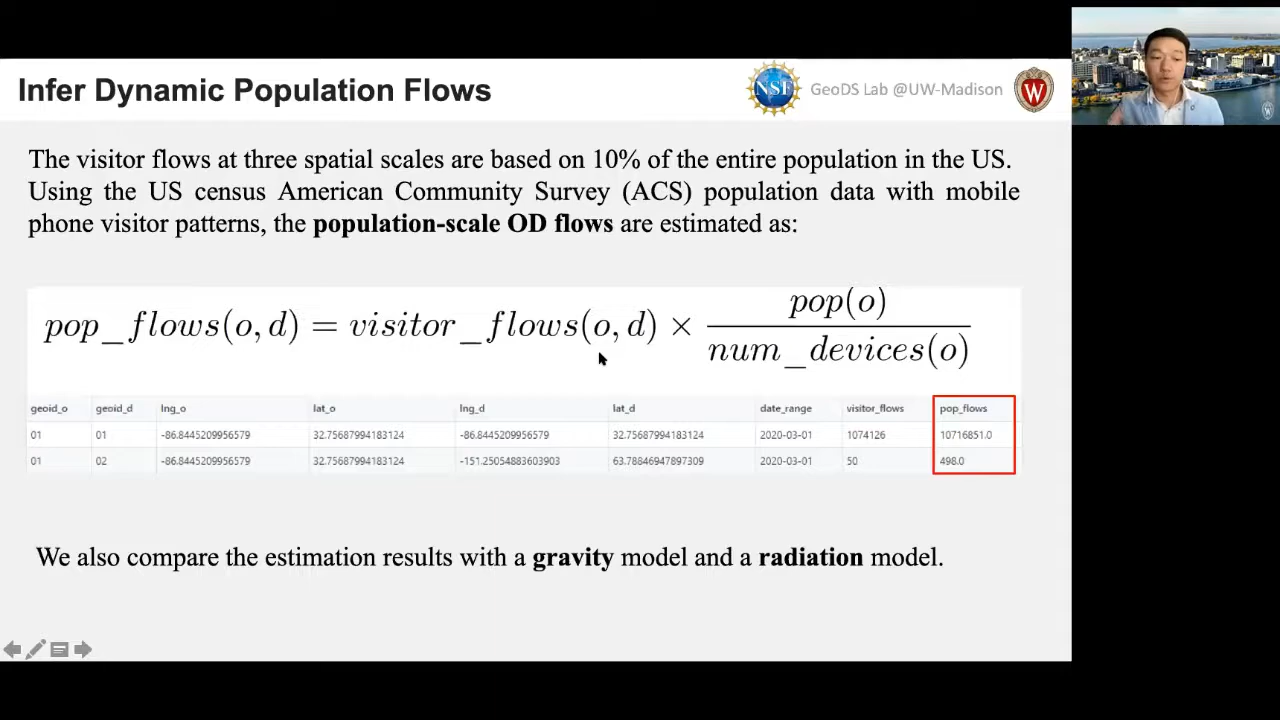 Infer Dynamic Population Flows
NSF
GeoDS Lab @UW-Madison
W
The visitor flows at three spatial scales are based on 10% of the entire population in the US.
Using the US census American Community Survey (ACS) population data with mobile
phone visitor patterns, the population-scale OD flows are estimated as:
pop_flows(o, d) = visitor_flows(o, d) × pop(o) / num_devices(o)
geoid_o geoid_d lng_o lat_o lng_d lat_d date_range visitor_flows pop_flows
01 01 -86.8445209956579 32.75687994183124 -86.8445209956579 32.75687994183124 2020-03-01 1074126 10716851.0
01 02 -86.8445209956579 32.75687994183124 -151.25054883603903 63.78846947897309 2020-03-01 50 498.0
We also compare the estimation results with a gravity model and a radiation model.